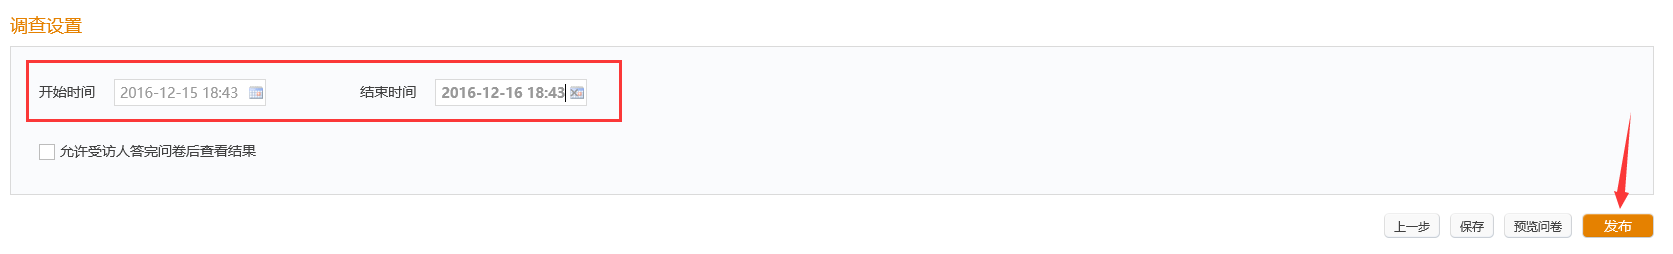 调查设置
开始时间 2016-12-15 18:43 结束时间 2016-12-16 18:43
允许受访人答完问卷后查看结果
上一步 保存 预览问卷 发布